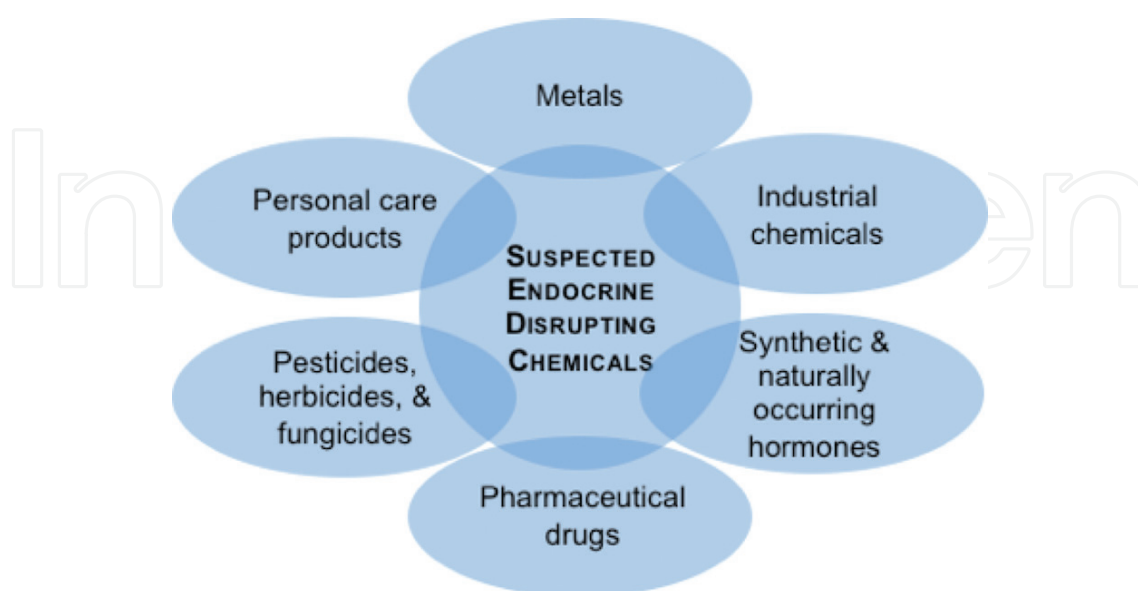 Metals
Personal care
products
Industrial
chemicals
SUSPECTED
ENDOCRINE
DISRUPTING
CHEMICALS
Pesticides,
herbicides, &
fungicides
Synthetic &
naturally
occurring
hormones
Pharmaceutical
drugs